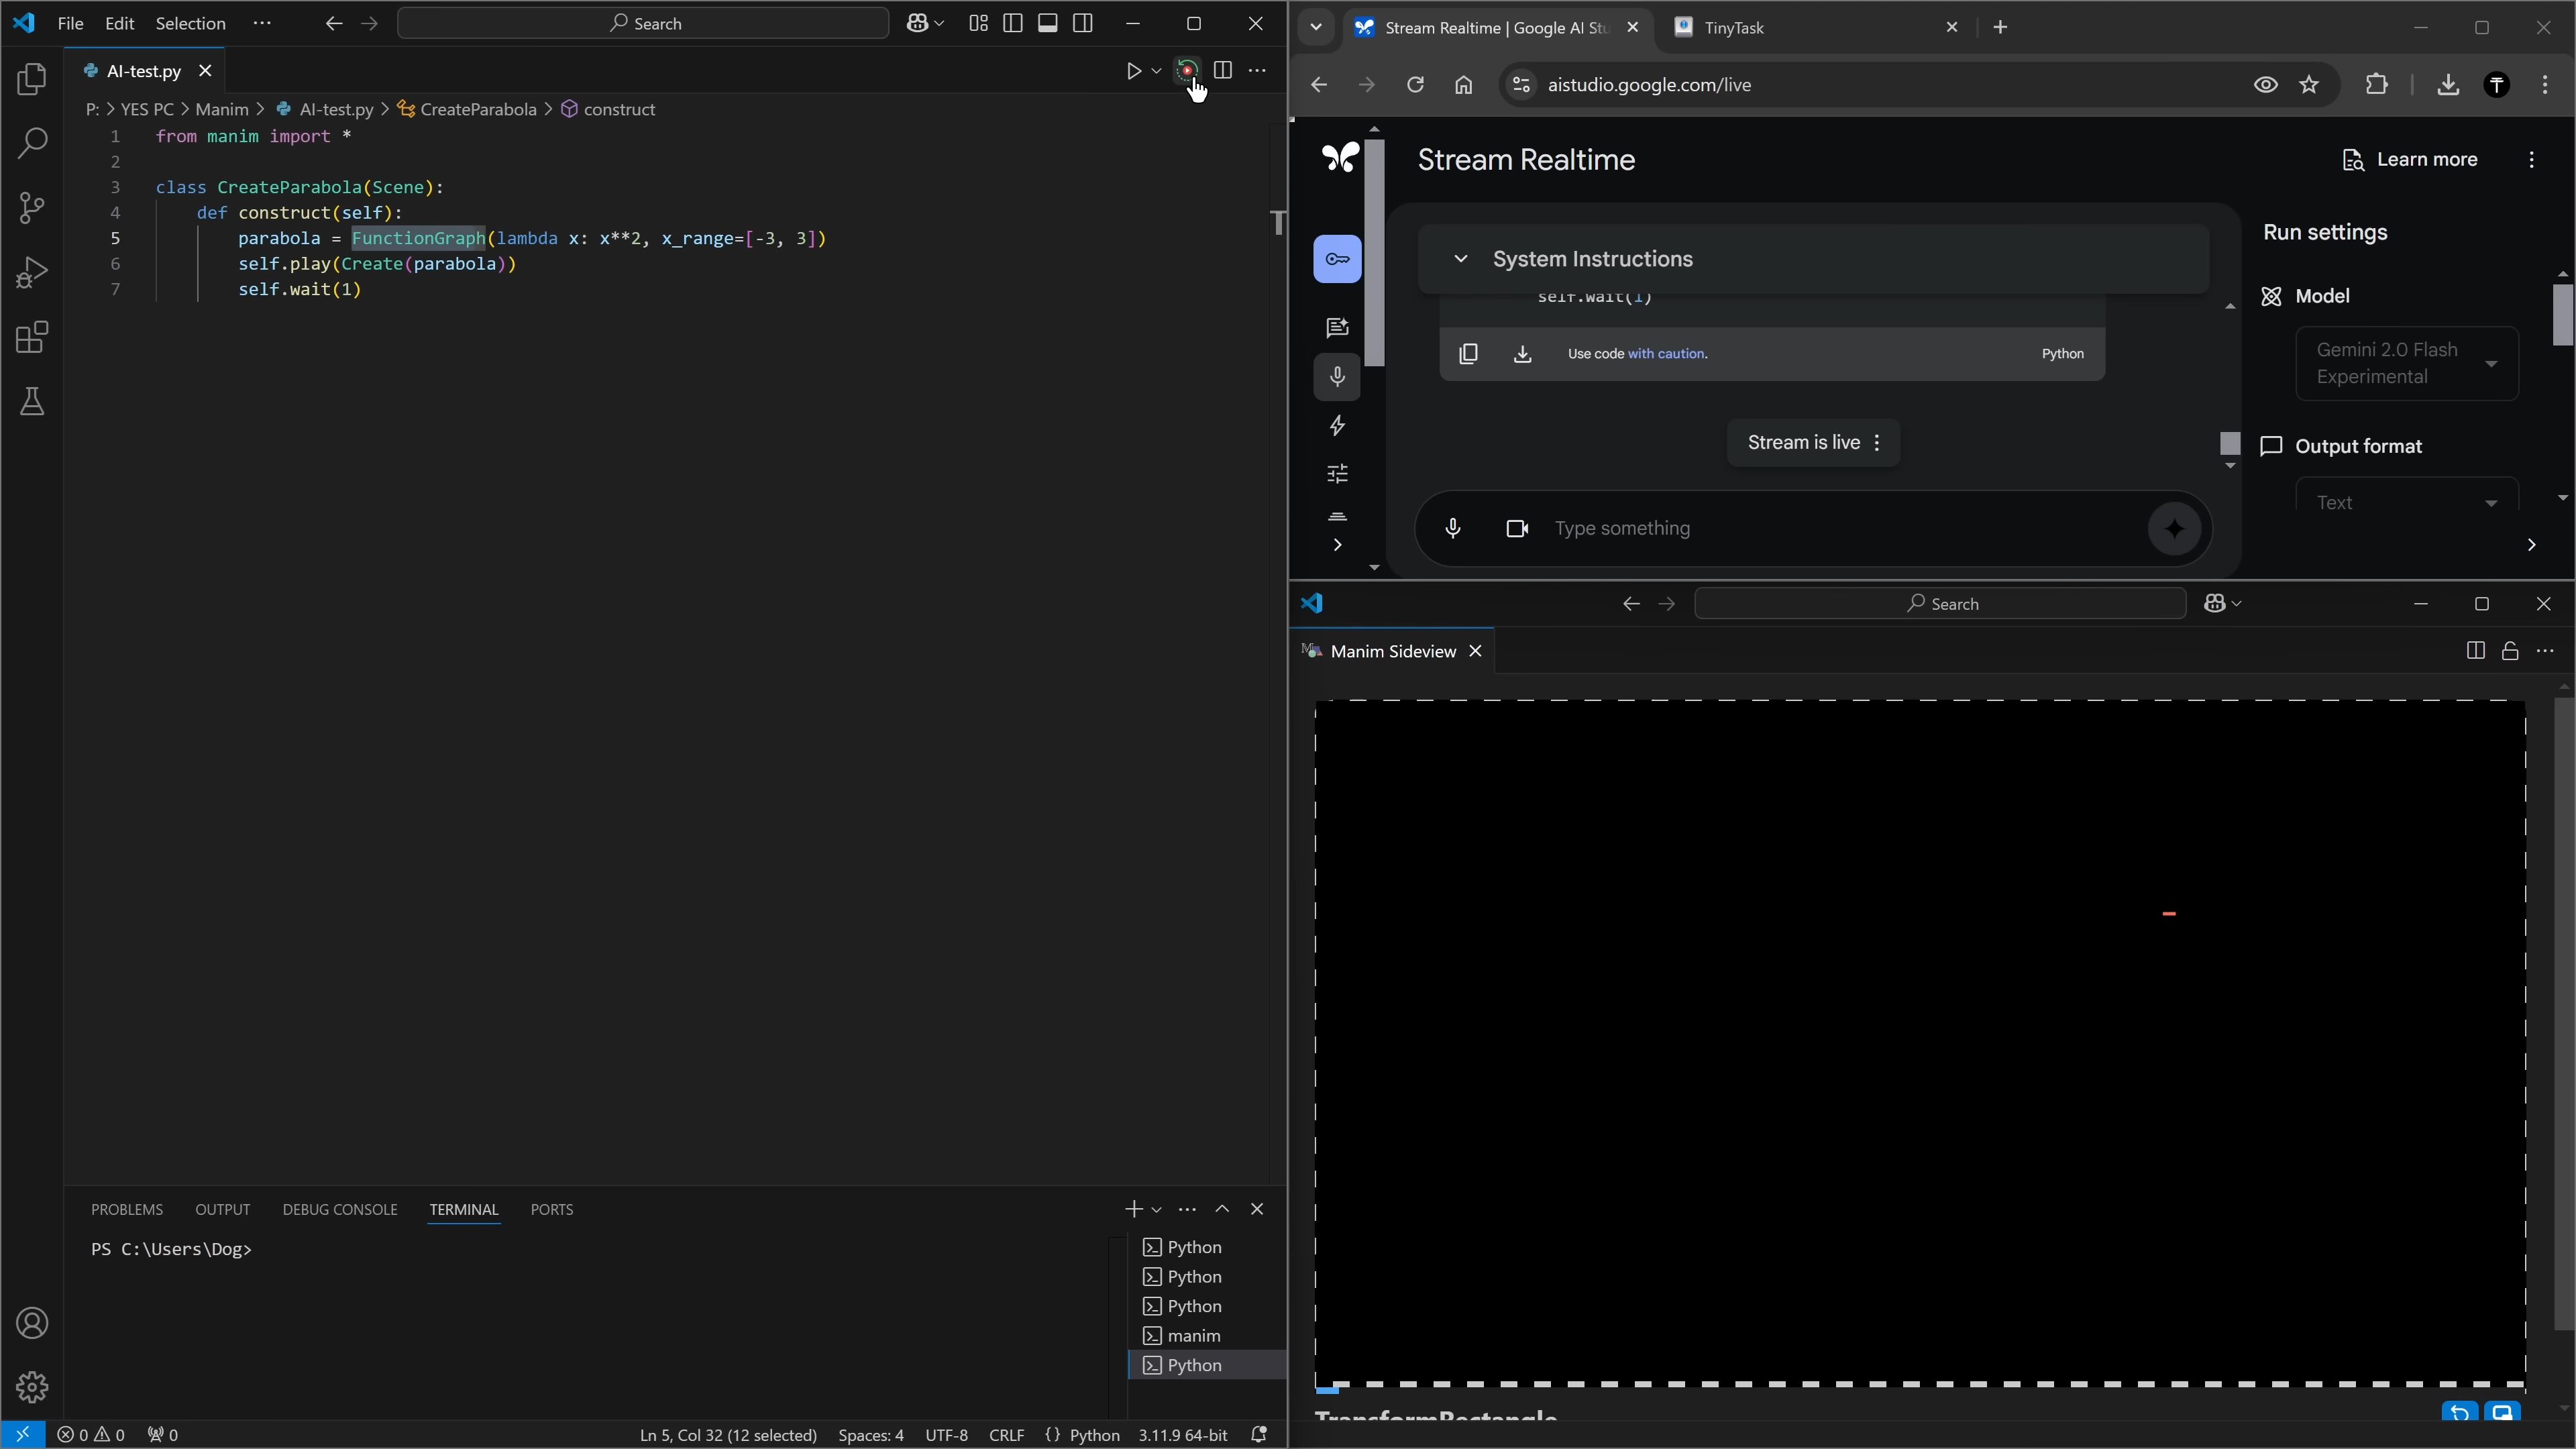 File Edit Selection ··· Search
AI-test.py
P: > YES PC > Manim > AI-test.py > CreateParabola > construct
1 from manim import *
2
3 class CreateParabola(Scene):
4 def construct(self):
5 parabola = FunctionGraph(lambda x: x**2, x_range=[-3, 3])
6 self.play(Create(parabola))
7 self.wait(1)
PROBLEMS OUTPUT DEBUG CONSOLE TERMINAL PORTS
PS C:\Users\Dog>
Python
Python
Python
manim
Python
0 0 0 Ln 5, Col 32 (12 selected) Spaces: 4 UTF-8 CRLF {} Python 3.11.9 64-bit
Stream Realtime | Google AI Stu
TinyTask
aistudio.google.com/live
Stream Realtime
Learn more
System Instructions
self.wait(1)
Use code with caution.
Python
Stream is live
Type something
Run settings
Model
Gemini 2.0 Flash
Experimental
Output format
Text
Search
Manim Sideview
TransformRectangle